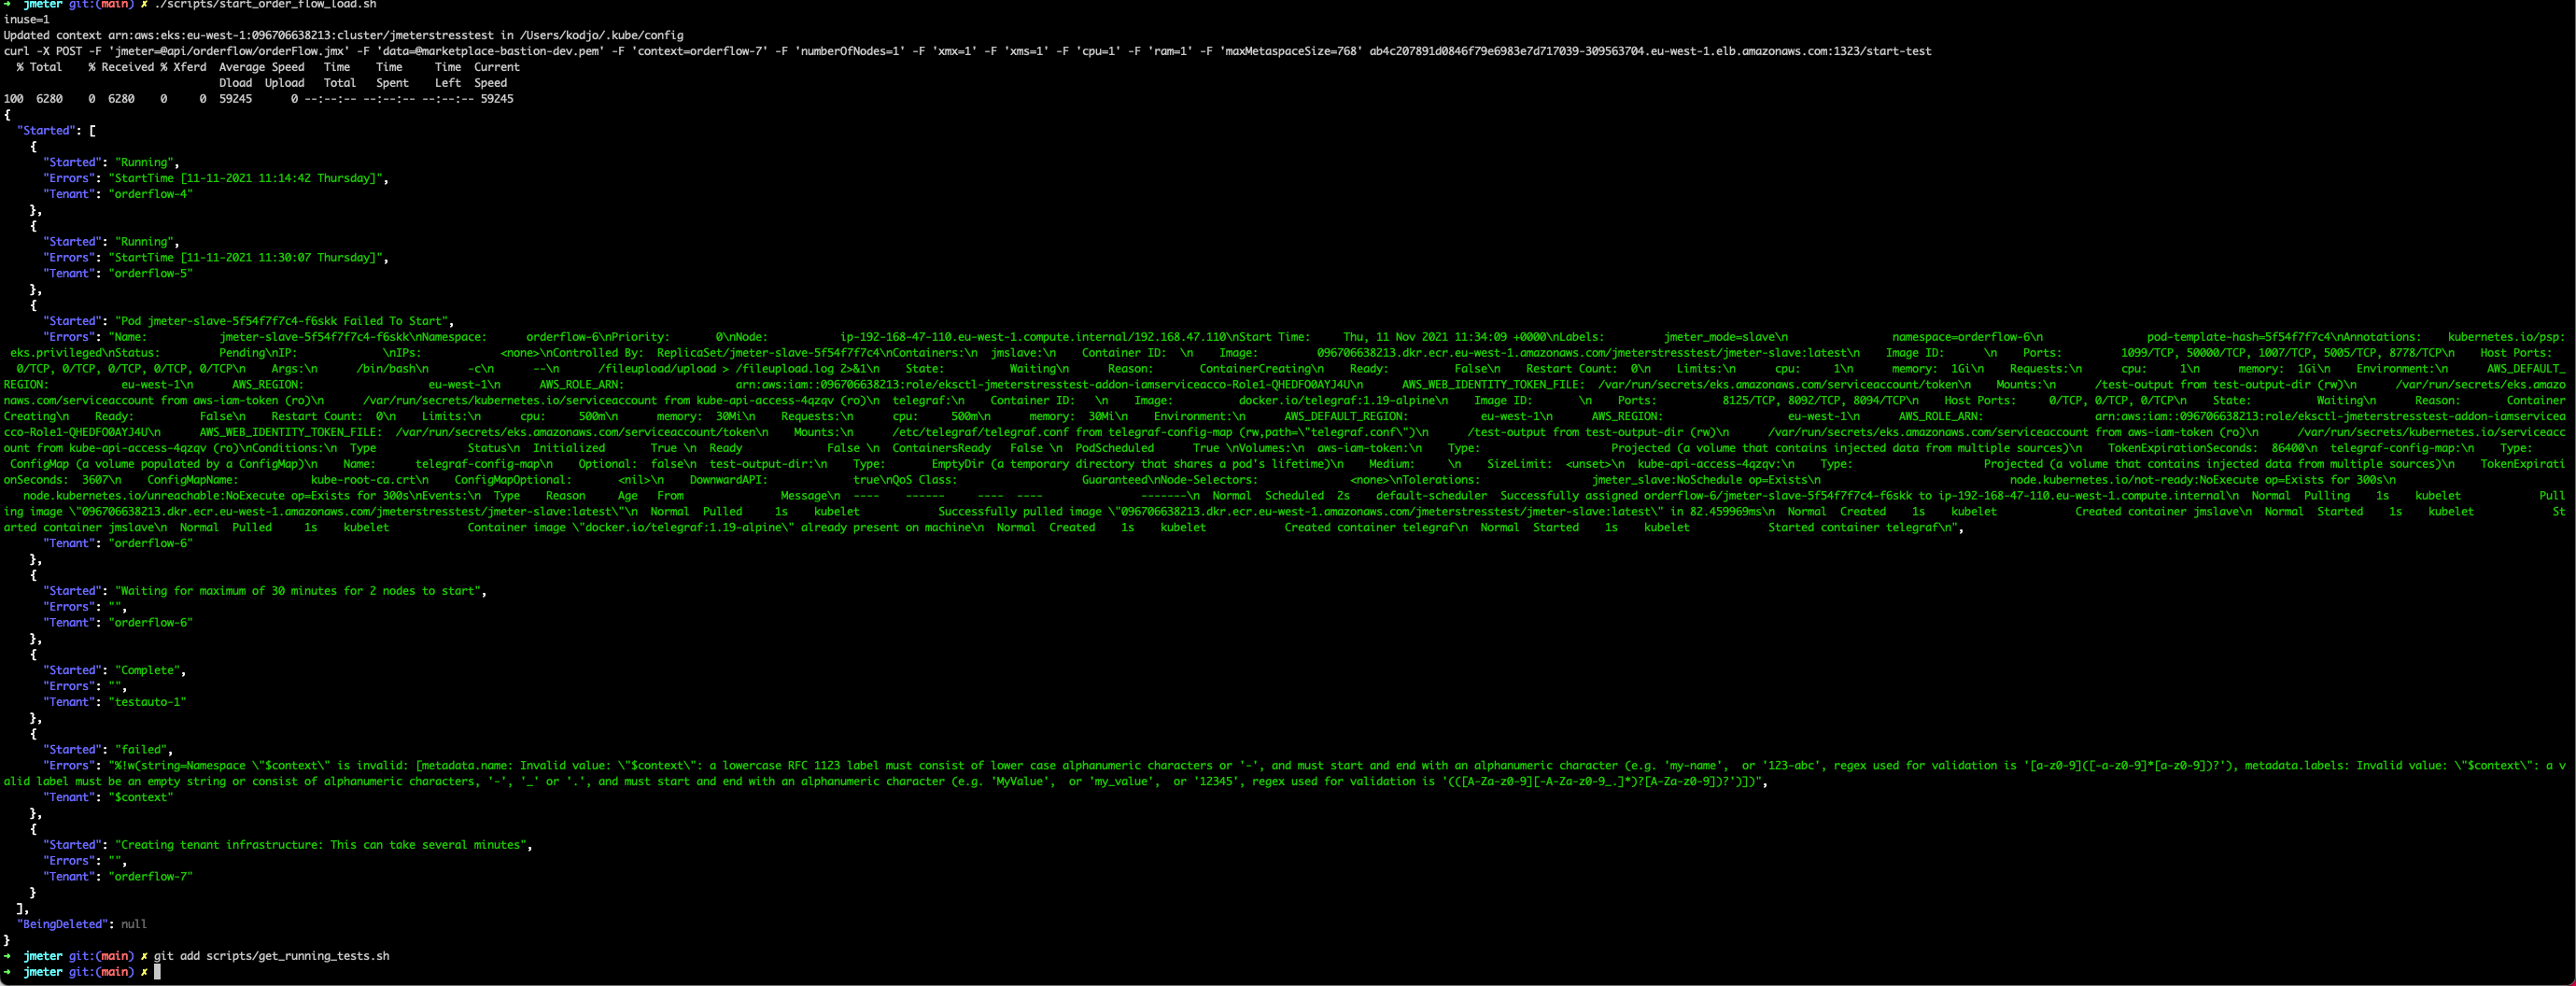 ➜  jmeter git:(main) ✗ ./scripts/start_order_flow_load.sh
inuse=1
Updated context arn:aws:eks:eu-west-1:096706638213:cluster/jmeterstresstest in /Users/kodjo/.kube/config
curl -X POST -F 'jmeter=@api/orderflow/orderFlow.jmx' -F 'data=@marketplace-bastion-dev.pem' -F 'context=orderflow-7' -F 'numberOfNodes=1' -F 'xmx=1' -F 'xms=1' -F 'cpu=1' -F 'ram=1' -F 'maxMetaspaceSize=768' ab4c207891d0846f79e6983e7d717039-309563704.eu-west-1.elb.amazonaws.com:1323/start-test
  % Total    % Received % Xferd  Average Speed   Time    Time     Time  Current
                                 Dload  Upload   Total   Spent    Left  Speed
100  6280    0  6280    0     0  59245      0 --:--:-- --:--:-- --:--:-- 59245
{
  "Started": [
    {
      "Started": "Running",
      "Errors": "StartTime [11-11-2021 11:14:42 Thursday]",
      "Tenant": "orderflow-4"
    },
    {
      "Started": "Running",
      "Errors": "StartTime [11-11-2021 11:30:07 Thursday]",
      "Tenant": "orderflow-5"
    },
    {
      "Started": "Pod jmeter-slave-5f54f7f7c4-f6skk Failed To Start",
      "Errors": "Name:           jmeter-slave-5f54f7f7c4-f6skk\nNamespace:      orderflow-6\nPriority:       0\nNode:           ip-192-168-47-110.eu-west-1.compute.internal/192.168.47.110\nStart Time:     Thu, 11 Nov 2021 11:34:09 +0000\nLabels:         jmeter_mode=slave\n                namespace=orderflow-6\n                pod-template-hash=5f54f7f7c4\nAnnotations:    kubernetes.io/psp:
 eks.privileged\nStatus:         Pending\nIP:             \nIPs:            <none>\nControlled By:  ReplicaSet/jmeter-slave-5f54f7f7c4\nContainers:\n  jmslave:\n    Container ID:  \n    Image:         096706638213.dkr.ecr.eu-west-1.amazonaws.com/jmeterstresstest/jmeter-slave:latest\n    Image ID:      \n    Ports:         1099/TCP, 50000/TCP, 1007/TCP, 5005/TCP, 8778/TCP\n    Host Ports:
  0/TCP, 0/TCP, 0/TCP, 0/TCP, 0/TCP\n    Args:\n      /bin/bash\n      -c\n      --\n      /fileupload/upload > /fileupload.log 2>&1\n    State:          Waiting\n      Reason:       ContainerCreating\n    Ready:          False\n    Restart Count:  0\n    Limits:\n      cpu:     1\n      memory:  1Gi\n    Requests:\n      cpu:     1\n      memory:  1Gi\n    Environment:\n      AWS_DEFAULT_
REGION:           eu-west-1\n      AWS_REGION:                   eu-west-1\n      AWS_ROLE_ARN:                 arn:aws:iam::096706638213:role/eksctl-jmeterstresstest-addon-iamserviceacco-Role1-QHEDFO0AYJ4U\n      AWS_WEB_IDENTITY_TOKEN_FILE:  /var/run/secrets/eks.amazonaws.com/serviceaccount/token\n    Mounts:\n      /test-output from test-output-dir (rw)\n      /var/run/secrets/eks.amazo
naws.com/serviceaccount from aws-iam-token (ro)\n      /var/run/secrets/kubernetes.io/serviceaccount from kube-api-access-4qzqv (ro)\n  telegraf:\n    Container ID:   \n    Image:          docker.io/telegraf:1.19-alpine\n    Image ID:       \n    Ports:          8125/TCP, 8092/TCP, 8094/TCP\n    Host Ports:     0/TCP, 0/TCP, 0/TCP\n    State:          Waiting\n      Reason:       Container
Creating\n    Ready:          False\n    Restart Count:  0\n    Limits:\n      cpu:     500m\n      memory:  30Mi\n    Requests:\n      cpu:     500m\n      memory:  30Mi\n    Environment:\n      AWS_DEFAULT_REGION:           eu-west-1\n      AWS_REGION:                   eu-west-1\n      AWS_ROLE_ARN:                 arn:aws:iam::096706638213:role/eksctl-jmeterstresstest-addon-iamservicea
cco-Role1-QHEDFO0AYJ4U\n      AWS_WEB_IDENTITY_TOKEN_FILE:  /var/run/secrets/eks.amazonaws.com/serviceaccount/token\n    Mounts:\n      /etc/telegraf/telegraf.conf from telegraf-config-map (rw,path=\"telegraf.conf\")\n      /test-output from test-output-dir (rw)\n      /var/run/secrets/eks.amazonaws.com/serviceaccount from aws-iam-token (ro)\n      /var/run/secrets/kubernetes.io/serviceacc
ount from kube-api-access-4qzqv (ro)\nConditions:\n  Type              Status\n  Initialized       True \n  Ready             False \n  ContainersReady   False \n  PodScheduled      True \nVolumes:\n  aws-iam-token:\n    Type:                    Projected (a volume that contains injected data from multiple sources)\n    TokenExpirationSeconds:  86400\n  telegraf-config-map:\n    Type:
 ConfigMap (a volume populated by a ConfigMap)\n    Name:      telegraf-config-map\n    Optional:  false\n  test-output-dir:\n    Type:       EmptyDir (a temporary directory that shares a pod's lifetime)\n    Medium:     \n    SizeLimit:  <unset>\n  kube-api-access-4qzqv:\n    Type:                    Projected (a volume that contains injected data from multiple sources)\n    TokenExpirati
onSeconds:  3607\n    ConfigMapName:           kube-root-ca.crt\n    ConfigMapOptional:       <nil>\n    DownwardAPI:             true\nQoS Class:                   Guaranteed\nNode-Selectors:              <none>\nTolerations:                 jmeter_slave:NoSchedule op=Exists\n                             node.kubernetes.io/not-ready:NoExecute op=Exists for 300s\n
   node.kubernetes.io/unreachable:NoExecute op=Exists for 300s\nEvents:\n  Type    Reason     Age   From               Message\n  ----    ------     ----  ----               -------\n  Normal  Scheduled  2s    default-scheduler  Successfully assigned orderflow-6/jmeter-slave-5f54f7f7c4-f6skk to ip-192-168-47-110.eu-west-1.compute.internal\n  Normal  Pulling    1s    kubelet            Pull
ing image \"096706638213.dkr.ecr.eu-west-1.amazonaws.com/jmeterstresstest/jmeter-slave:latest\"\n  Normal  Pulled     1s    kubelet            Successfully pulled image \"096706638213.dkr.ecr.eu-west-1.amazonaws.com/jmeterstresstest/jmeter-slave:latest\" in 82.459969ms\n  Normal  Created    1s    kubelet            Created container jmslave\n  Normal  Started    1s    kubelet            St
arted container jmslave\n  Normal  Pulled     1s    kubelet            Container image \"docker.io/telegraf:1.19-alpine\" already present on machine\n  Normal  Created    1s    kubelet            Created container telegraf\n  Normal  Started    1s    kubelet            Started container telegraf\n",
      "Tenant": "orderflow-6"
    },
    {
      "Started": "Waiting for maximum of 30 minutes for 2 nodes to start",
      "Errors": "",
      "Tenant": "orderflow-6"
    },
    {
      "Started": "Complete",
      "Errors": "",
      "Tenant": "testauto-1"
    },
    {
      "Started": "failed",
      "Errors": "%!w(string=Namespace \"$context\" is invalid: [metadata.name: Invalid value: \"$context\": a lowercase RFC 1123 label must consist of lower case alphanumeric characters or '-', and must start and end with an alphanumeric character (e.g. 'my-name',  or '123-abc', regex used for validation is '[a-z0-9]([-a-z0-9]*[a-z0-9])?'), metadata.labels: Invalid value: \"$context\": a v
alid label must be an empty string or consist of alphanumeric characters, '-', '_' or '.', and must start and end with an alphanumeric character (e.g. 'MyValue',  or 'my_value',  or '12345', regex used for validation is '(([A-Za-z0-9][-A-Za-z0-9_.]*)?[A-Za-z0-9])?')])",
      "Tenant": "$context"
    },
    {
      "Started": "Creating tenant infrastructure: This can take several minutes",
      "Errors": "",
      "Tenant": "orderflow-7"
    }
  ],
  "BeingDeleted": null
}
➜  jmeter git:(main) ✗ git add scripts/get_running_tests.sh
➜  jmeter git:(main) ✗